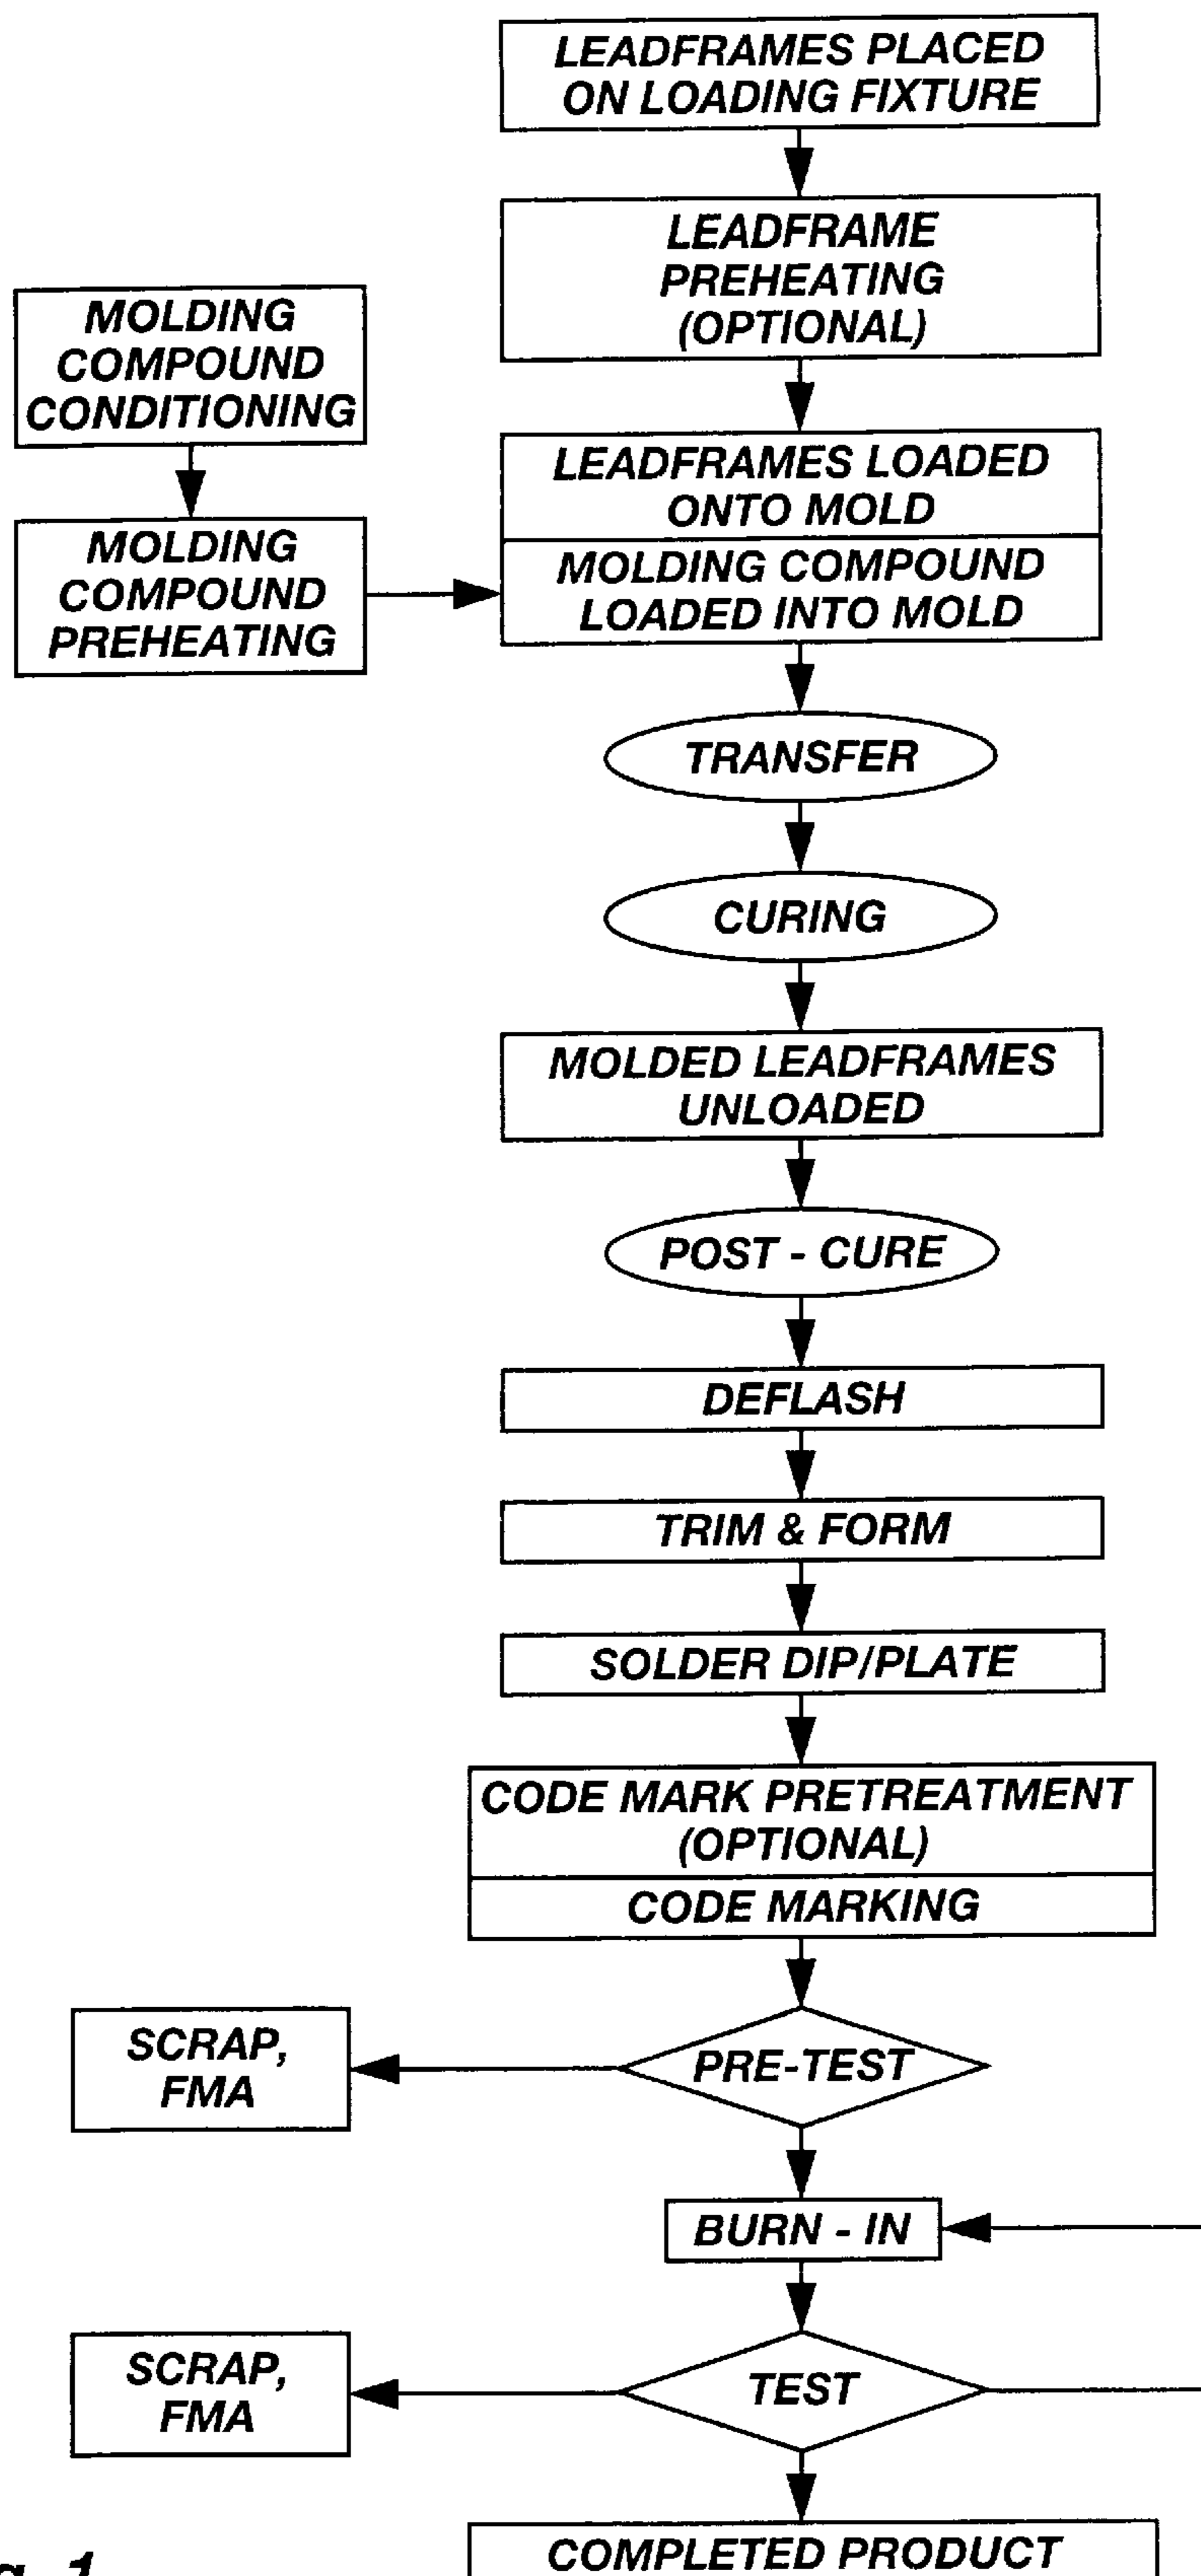 LEADFRAMES PLACED
ON LOADING FIXTURE
LEADFRAME
PREHEATING
(OPTIONAL)
MOLDING
COMPOUND
CONDITIONING
LEADFRAMES LOADED
ONTO MOLD
MOLDING
COMPOUND
PREHEATING
MOLDING COMPOUND
LOADED INTO MOLD
TRANSFER
CURING
MOLDED LEADFRAMES
UNLOADED
POST - CURE
DEFLASH
TRIM & FORM
SOLDER DIP/PLATE
CODE MARK PRETREATMENT
(OPTIONAL)
CODE MARKING
SCRAP,
FMA
PRE-TEST
BURN - IN
SCRAP,
FMA
TEST
COMPLETED PRODUCT
1